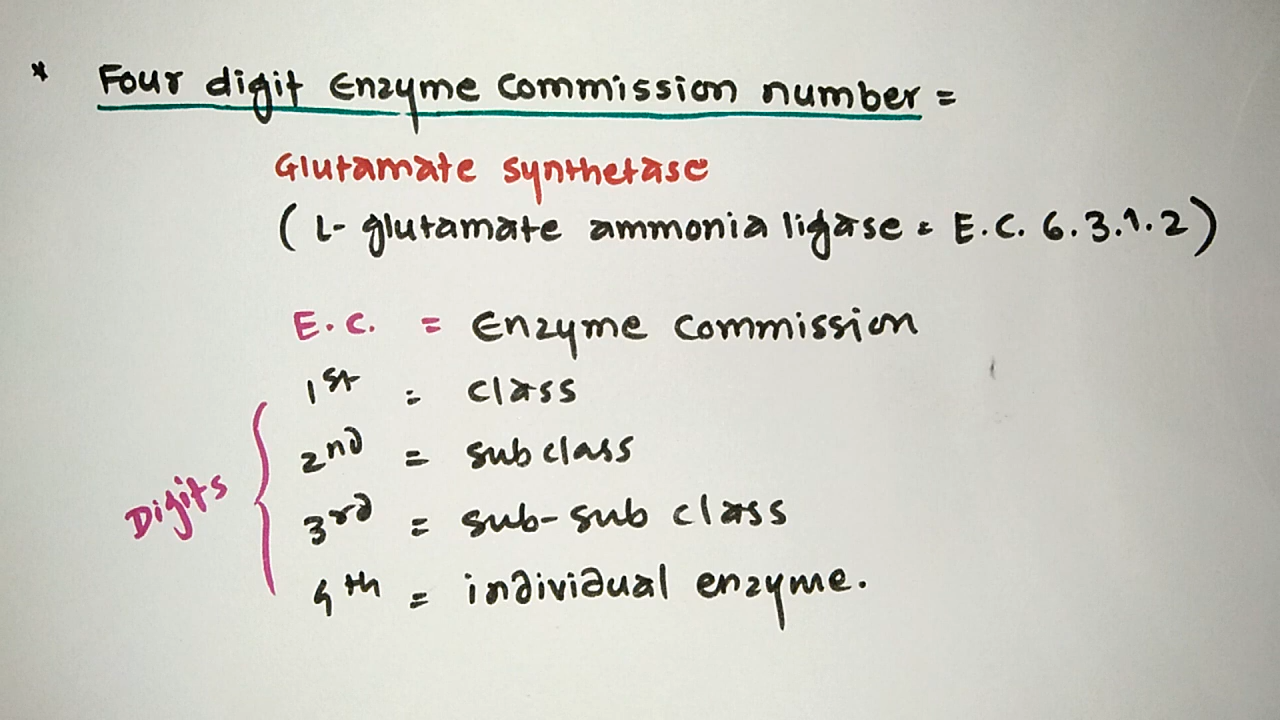 * Four digit Enzyme Commission number =
Glutamate synthetase
( L- glutamate ammonia ligase = E.C. 6.3.1.2 )
E.C. = Enzyme Commission
1st = class
2nd = sub class
3rd = sub-sub class
4th = individual enzyme.
Digits